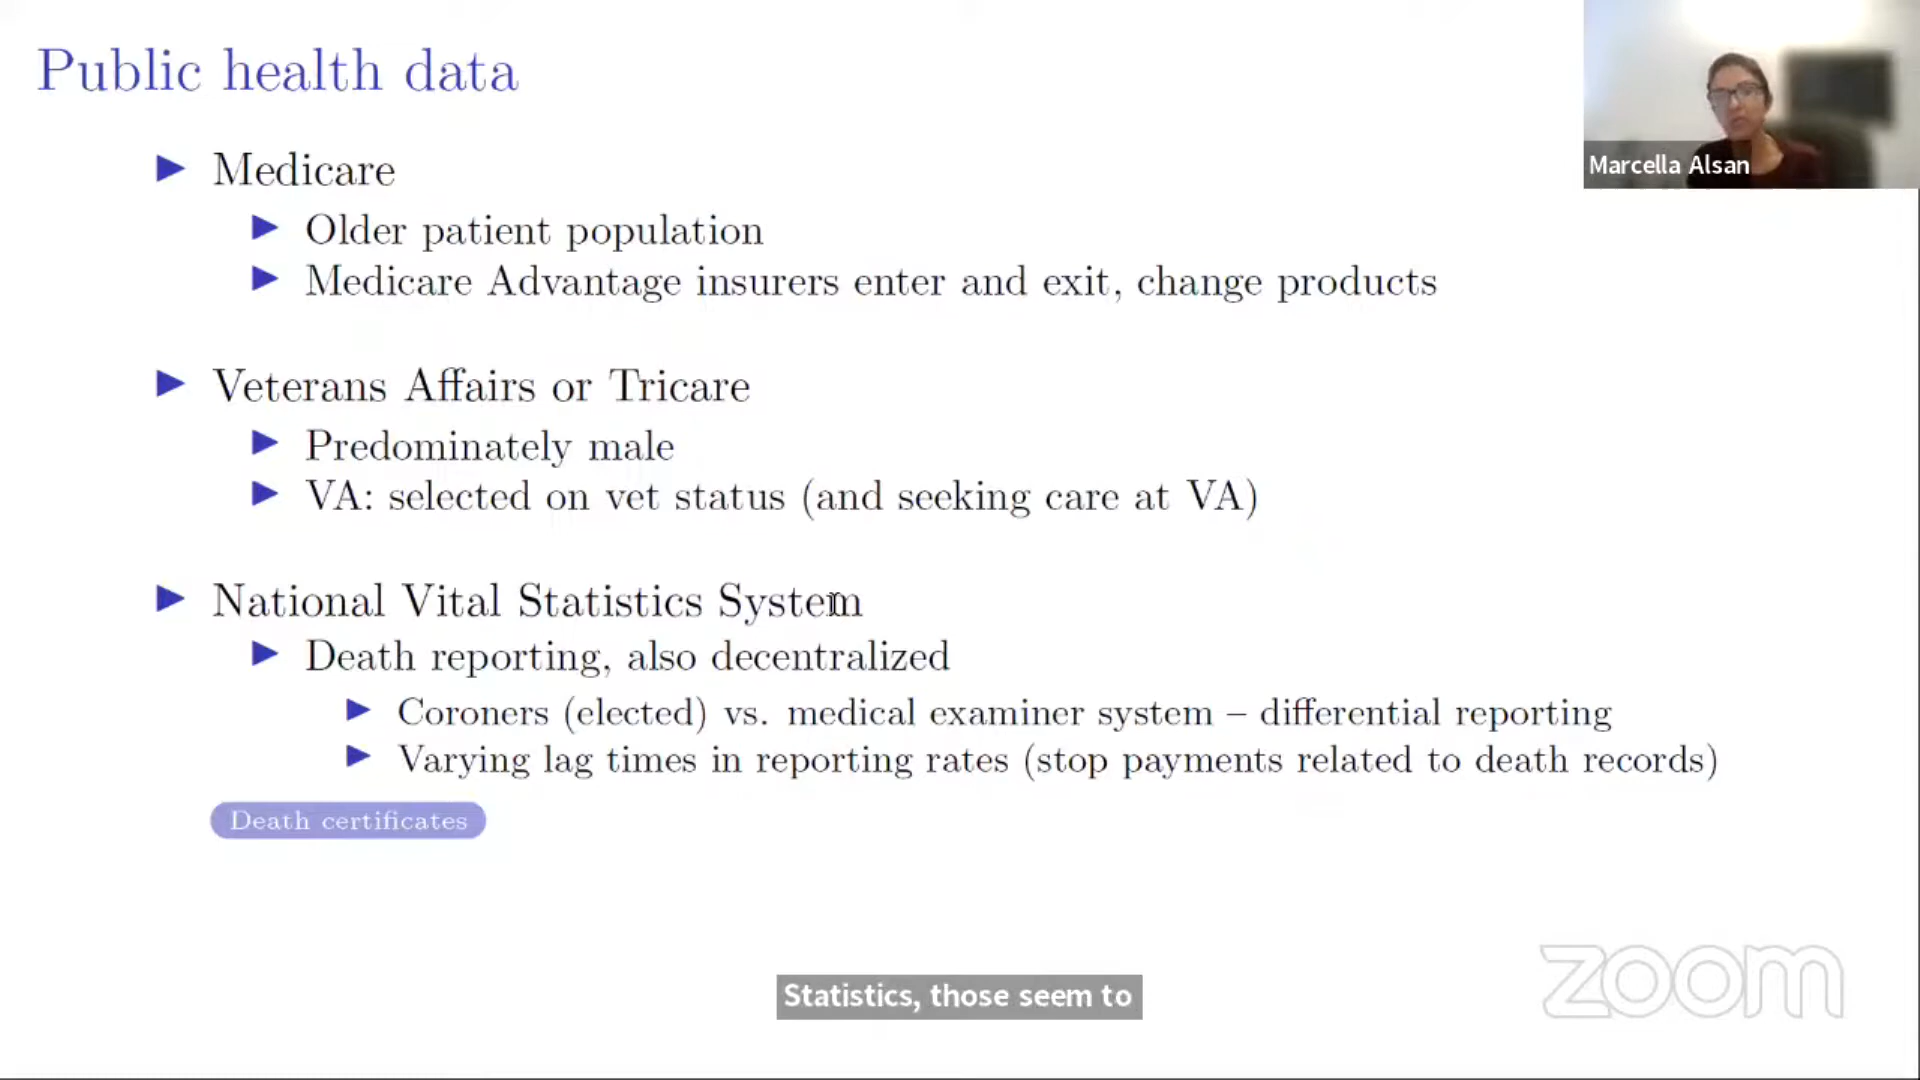 Public health data
Marcella Alsan
Medicare
Older patient population
Medicare Advantage insurers enter and exit, change products
Veterans Affairs or Tricare
Predominately male
VA: selected on vet status (and seeking care at VA)
National Vital Statistics System
Death reporting, also decentralized
Coroners (elected) vs. medical examiner system – differential reporting
Varying lag times in reporting rates (stop payments related to death records)
Death certificates
Statistics, those seem to
zoom